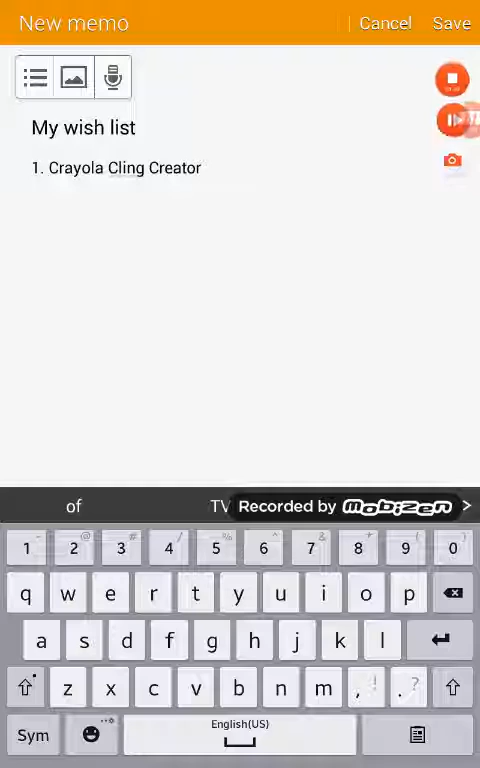 New memo | Cancel Save
My wish list
1. Crayola Cling Creator
of TV Recorded by mobizen >
1 - 2 @ 3 # 4 / 5 % 6 ^ 7 & 8 * 9 ( 0 )
q w e r t y u i o p
a s d f g h j k l
z x c v b n m , ! . ?
Sym English(US)